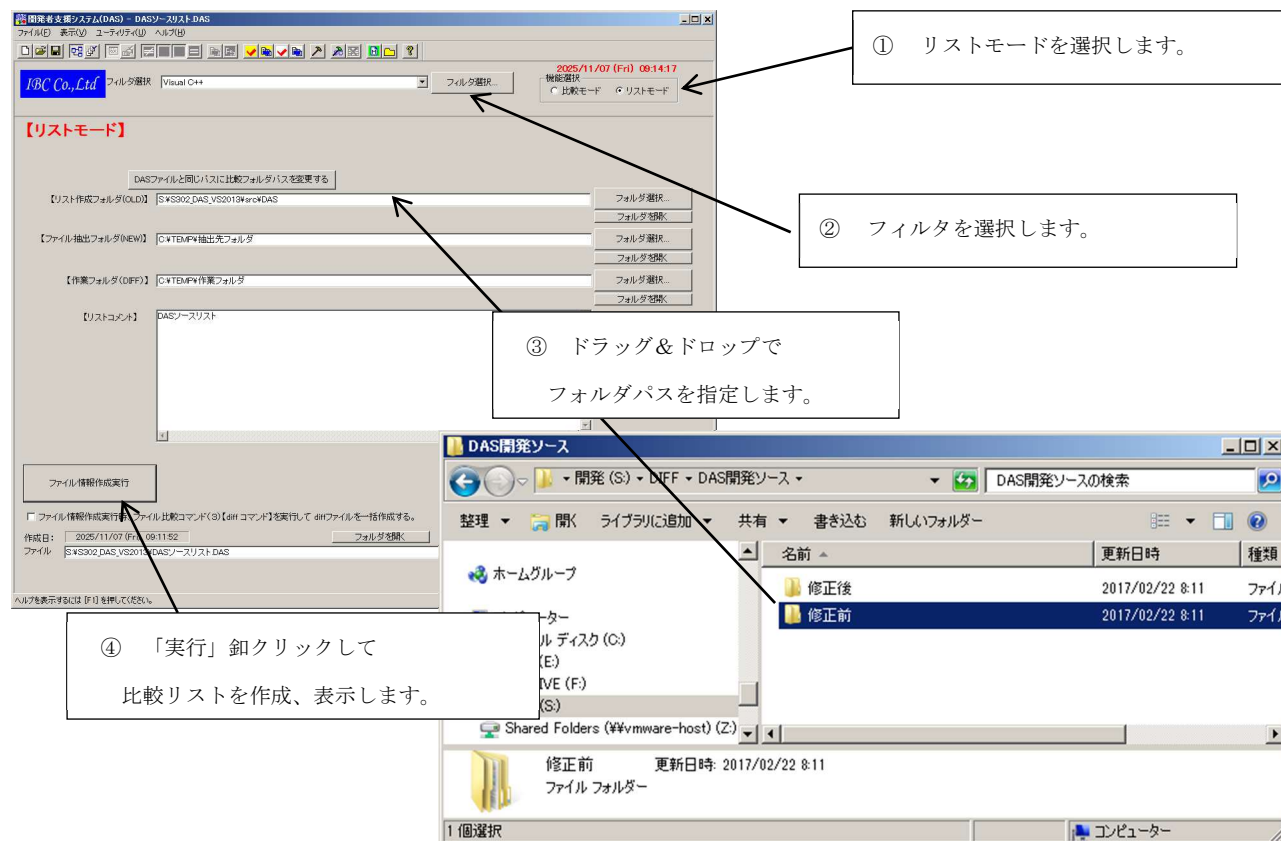 開発者支援システム(DAS) - DASソースリスト.DAS
ファイル(F) 表示(V) ユーティリティ(U) ヘルプ(H)
IBC Co.,Ltd
フィルタ選択
Visual C++
フィルタ選択...
2025/11/07 (Fri) 09:14:17
機能選択
比較モード
リストモード
① リストモードを選択します。
【リストモード】
DASファイルと同じパスに比較フォルダパスを変更する
【リスト作成フォルダ(OLD)】
S:¥S302_DAS_VS2013¥src¥DAS
フォルダ選択...
フォルダを開く
② フィルタを選択します。
【ファイル抽出フォルダ(NEW)】
C:¥TEMP¥抽出先フォルダ
フォルダ選択...
フォルダを開く
【作業フォルダ(DIFF)】
C:¥TEMP¥作業フォルダ
フォルダ選択...
フォルダを開く
【リストコメント】
DASソースリスト
③ ドラッグ&ドロップで
フォルダパスを指定します。
ファイル情報作成実行
ファイル情報作成実行時、ファイル比較コマンド(S)【diff コマンド】を実行して diffファイルを一括作成する。
作成日:
2025/11/07 (Fri) 09:11:52
フォルダを開く
ファイル
S:¥S302_DAS_VS2013¥DASソースリスト.DAS
ヘルプを表示するには [F1] を押してください。
④ 「実行」釦クリックして
比較リストを作成、表示します。
DAS開発ソース
開発 (S:) DIFF DAS開発ソース
DAS開発ソースの検索
整理 開く ライブラリに追加 共有 書き込む 新しいフォルダー
名前 更新日時 種類
ホームグループ
修正後 2017/02/22 8:11
修正前 2017/02/22 8:11
ル ディスク (C:)
(E:)
IVE (F:)
(S:)
Shared Folders (¥¥vmware-host) (Z:)
修正前 更新日時: 2017/02/22 8:11
ファイル フォルダー
1 個選択
コンピューター